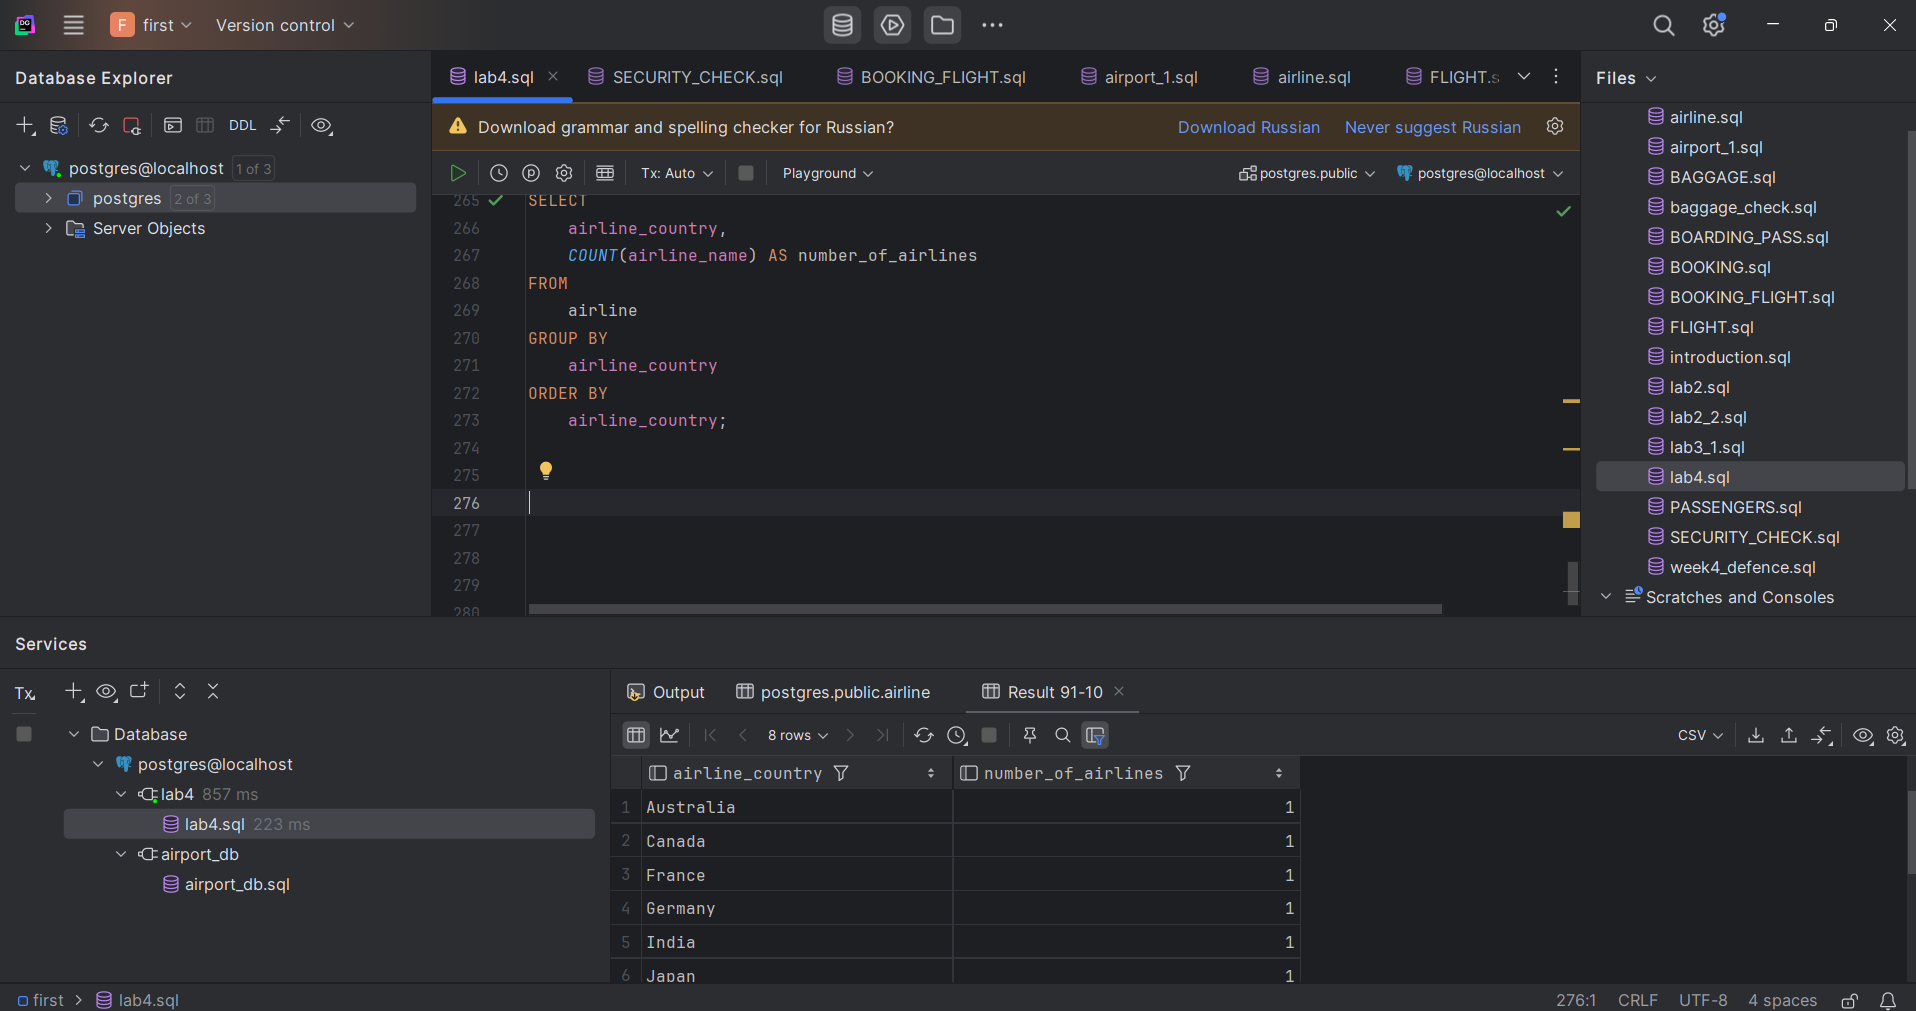 F first Version control
Database Explorer
DDL
postgres@localhost 1 of 3
postgres 2 of 3
Server Objects
lab4.sql SECURITY_CHECK.sql BOOKING_FLIGHT.sql airport_1.sql airline.sql FLIGHT.s
Download grammar and spelling checker for Russian? Download Russian Never suggest Russian
Tx: Auto Playground postgres.public postgres@localhost
265 SELECT
266 airline_country,
267 COUNT(airline_name) AS number_of_airlines
268 FROM
269 airline
270 GROUP BY
271 airline_country
272 ORDER BY
273 airline_country;
274
275
276
277
278
279
280
Files
airline.sql
airport_1.sql
BAGGAGE.sql
baggage_check.sql
BOARDING_PASS.sql
BOOKING.sql
BOOKING_FLIGHT.sql
FLIGHT.sql
introduction.sql
lab2.sql
lab2_2.sql
lab3_1.sql
lab4.sql
PASSENGERS.sql
SECURITY_CHECK.sql
week4_defence.sql
Scratches and Consoles
Services
Tx
Database
postgres@localhost
lab4 857 ms
lab4.sql 223 ms
airport_db
airport_db.sql
Output postgres.public.airline Result 91-10
8 rows CSV
airline_country number_of_airlines
1 Australia 1
2 Canada 1
3 France 1
4 Germany 1
5 India 1
6 Japan 1
first lab4.sql 276:1 CRLF UTF-8 4 spaces